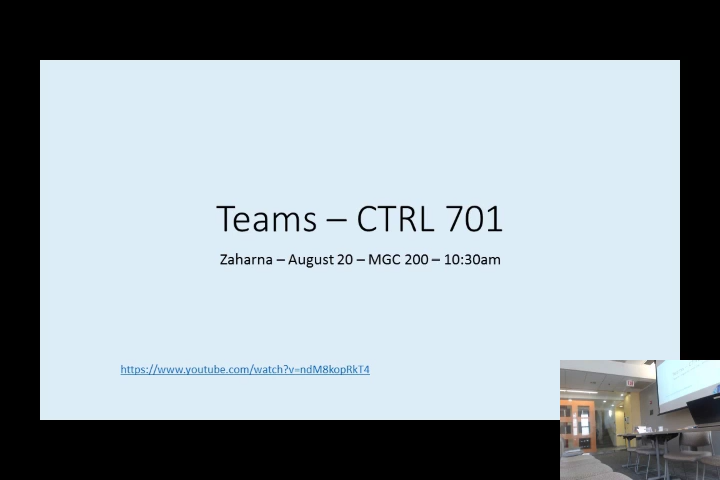 Teams – CTRL 701
Zaharna – August 20 – MGC 200 – 10:30am
https://www.youtube.com/watch?v=ndM8kopRkT4